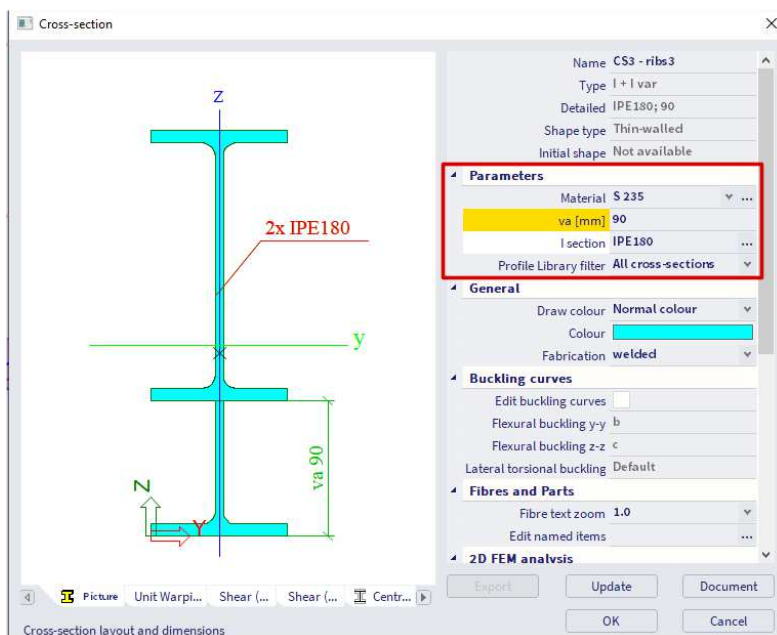 Cross-section
Z
2x IPE180
y
va 90
Z
Y
Picture
Unit Warpi...
Shear (...
Shear (...
Centr...
Cross-section layout and dimensions
Name CS3 - ribs3
Type I + I var
Detailed IPE180; 90
Shape type Thin-walled
Initial shape Not available
Parameters
Material S 235 ...
va [mm] 90
I section IPE180 ...
Profile Library filter All cross-sections
General
Draw colour Normal colour
Colour
Fabrication welded
Buckling curves
Edit buckling curves
Flexural buckling y-y b
Flexural buckling z-z c
Lateral torsional buckling Default
Fibres and Parts
Fibre text zoom 1.0
Edit named items ...
2D FEM analysis
Export Update Document
OK Cancel